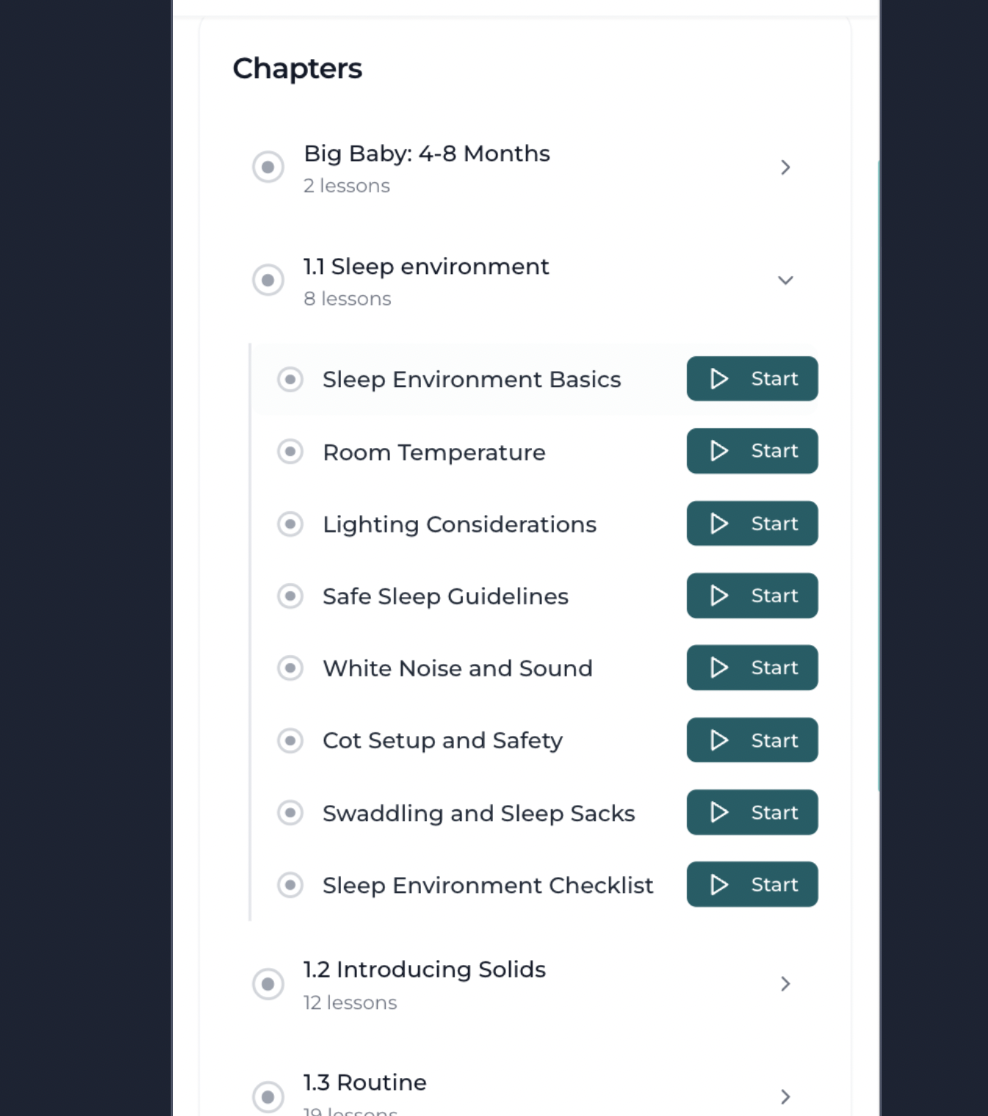 Chapters
Big Baby: 4-8 Months
2 lessons
1.1 Sleep environment
8 lessons
Sleep Environment Basics
Start
Room Temperature
Start
Lighting Considerations
Start
Safe Sleep Guidelines
Start
White Noise and Sound
Start
Cot Setup and Safety
Start
Swaddling and Sleep Sacks
Start
Sleep Environment Checklist
Start
1.2 Introducing Solids
12 lessons
1.3 Routine
19 lessons